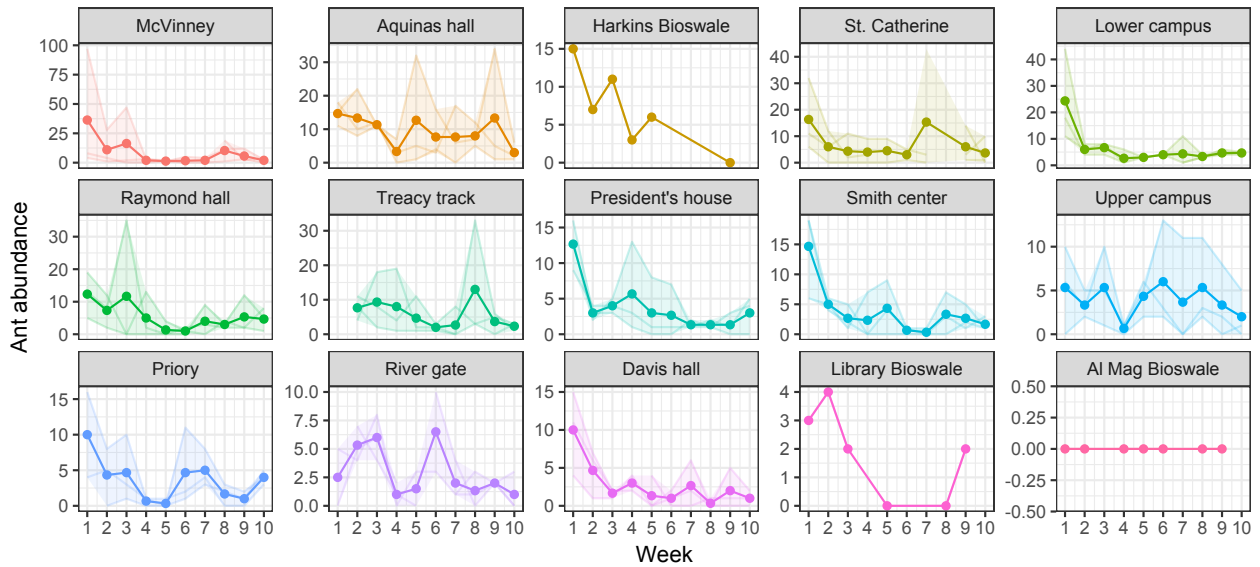 McVinney
Aquinas hall
Harkins Bioswale
St. Catherine
Lower campus
100
75
50
25
0
30
20
10
0
15
10
5
0
40
30
20
10
0
40
30
20
10
0
Raymond hall
Treacy track
President's house
Smith center
Upper campus
30
20
10
0
30
20
10
0
15
10
5
0
15
10
5
0
10
5
0
Priory
River gate
Davis hall
Library Bioswale
Al Mag Bioswale
15
10
5
0
10.0
7.5
5.0
2.5
0.0
15
10
5
0
4
3
2
1
0
0.50
0.25
0.00
-0.25
-0.50
1 2 3 4 5 6 7 8 9 10
1 2 3 4 5 6 7 8 9 10
1 2 3 4 5 6 7 8 9 10
1 2 3 4 5 6 7 8 9 10
1 2 3 4 5 6 7 8 9 10
Week
Ant abundance